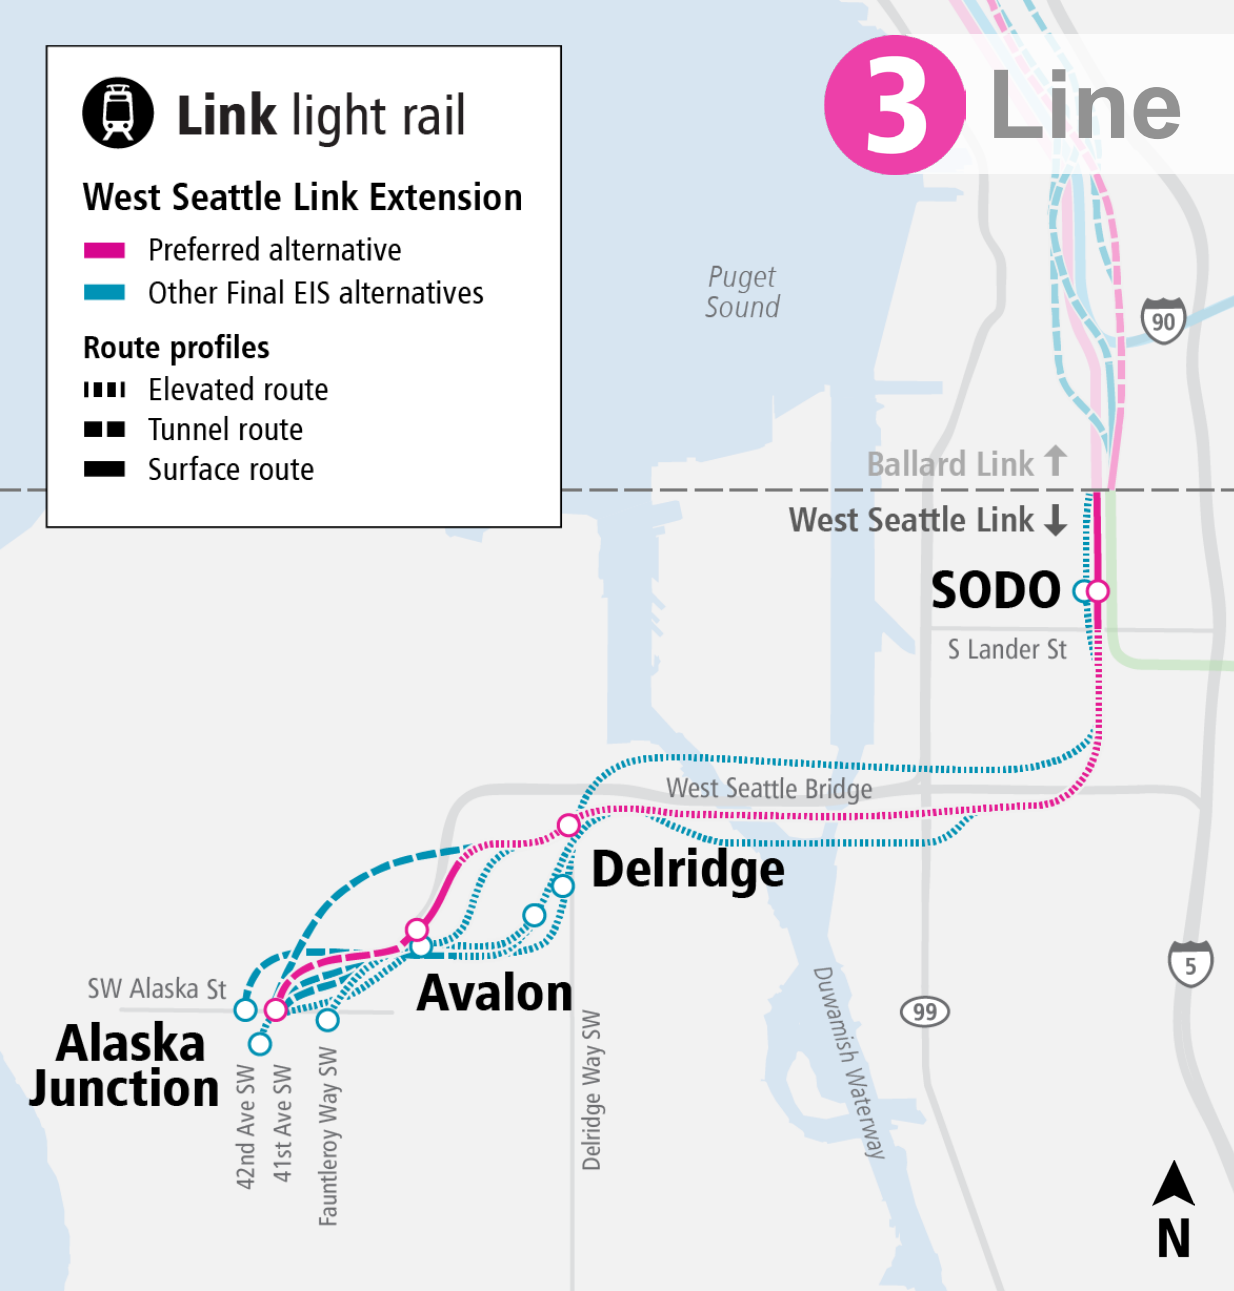 Link light rail
West Seattle Link Extension
Preferred alternative
Other Final EIS alternatives
Route profiles
Elevated route
Tunnel route
Surface route
3 Line
Puget
Sound
90
Ballard Link ↑
West Seattle Link ↓
SODO
S Lander St
West Seattle Bridge
Delridge
Avalon
SW Alaska St
Alaska
Junction
42nd Ave SW
41st Ave SW
Fauntleroy Way SW
Delridge Way SW
Duwamish Waterway
99
5
N